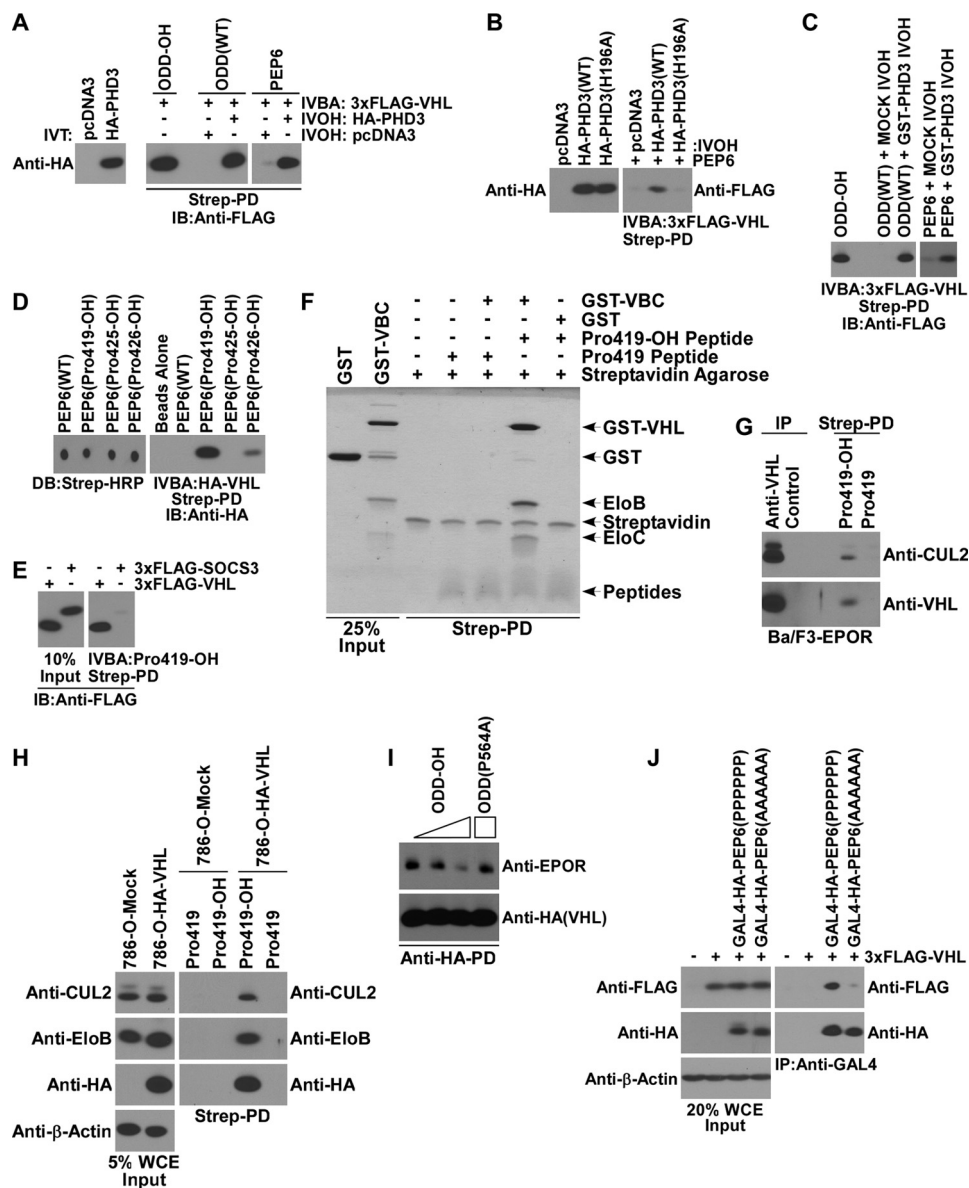 A
ODD-OH
ODD(WT)
PEP6
pcDNA3
HA-PHD3
IVT:
+ + + + + IVBA: 3xFLAG-VHL
- - + - + IVOH: HA-PHD3
- + - + - IVOH: pcDNA3
Anti-HA
Strep-PD
IB:Anti-FLAG
B
pcDNA3
HA-PHD3(WT)
HA-PHD3(H196A)
pcDNA3
HA-PHD3(WT)
HA-PHD3(H196A)
:IVOH
+ + + PEP6
Anti-HA
Anti-FLAG
IVBA:3xFLAG-VHL
Strep-PD
C
ODD-OH
ODD(WT) + MOCK IVOH
ODD(WT) + GST-PHD3 IVOH
PEP6 + MOCK IVOH
PEP6 + GST-PHD3 IVOH
IVBA:3xFLAG-VHL
Strep-PD
IB:Anti-FLAG
D
PEP6(WT)
PEP6(Pro419-OH)
PEP6(Pro425-OH)
PEP6(Pro426-OH)
Beads Alone
PEP6(WT)
PEP6(Pro419-OH)
PEP6(Pro425-OH)
PEP6(Pro426-OH)
DB:Strep-HRP
IVBA:HA-VHL
Strep-PD
IB:Anti-HA
E
- + - + 3xFLAG-SOCS3
+ - + - 3xFLAG-VHL
10%
Input
IVBA:Pro419-OH
Strep-PD
IB:Anti-FLAG
F
GST
GST-VBC
- - + + - GST-VBC
- - - - + GST
- - - + + Pro419-OH Peptide
- + + - - Pro419 Peptide
+ + + + + Streptavidin Agarose
GST-VHL
GST
EloB
Streptavidin
EloC
Peptides
25%
Input
Strep-PD
G
IP
Strep-PD
Anti-VHL
Control
Pro419-OH
Pro419
Anti-CUL2
Anti-VHL
Ba/F3-EPOR
H
786-O-Mock
786-O-HA-VHL
786-O-Mock
786-O-HA-VHL
Pro419
Pro419-OH
Pro419-OH
Pro419
Anti-CUL2
Anti-CUL2
Anti-EloB
Anti-EloB
Anti-HA
Anti-HA
Strep-PD
Anti-β-Actin
5% WCE
Input
I
ODD-OH
ODD(P564A)
Anti-EPOR
Anti-HA(VHL)
Anti-HA-PD
J
GAL4-HA-PEP6(PPPPPP)
GAL4-HA-PEP6(AAAAAA)
GAL4-HA-PEP6(PPPPPP)
GAL4-HA-PEP6(AAAAAA)
- + + + - + + + 3xFLAG-VHL
Anti-FLAG
Anti-FLAG
Anti-HA
Anti-HA
IP:Anti-GAL4
Anti-β-Actin
20% WCE
Input